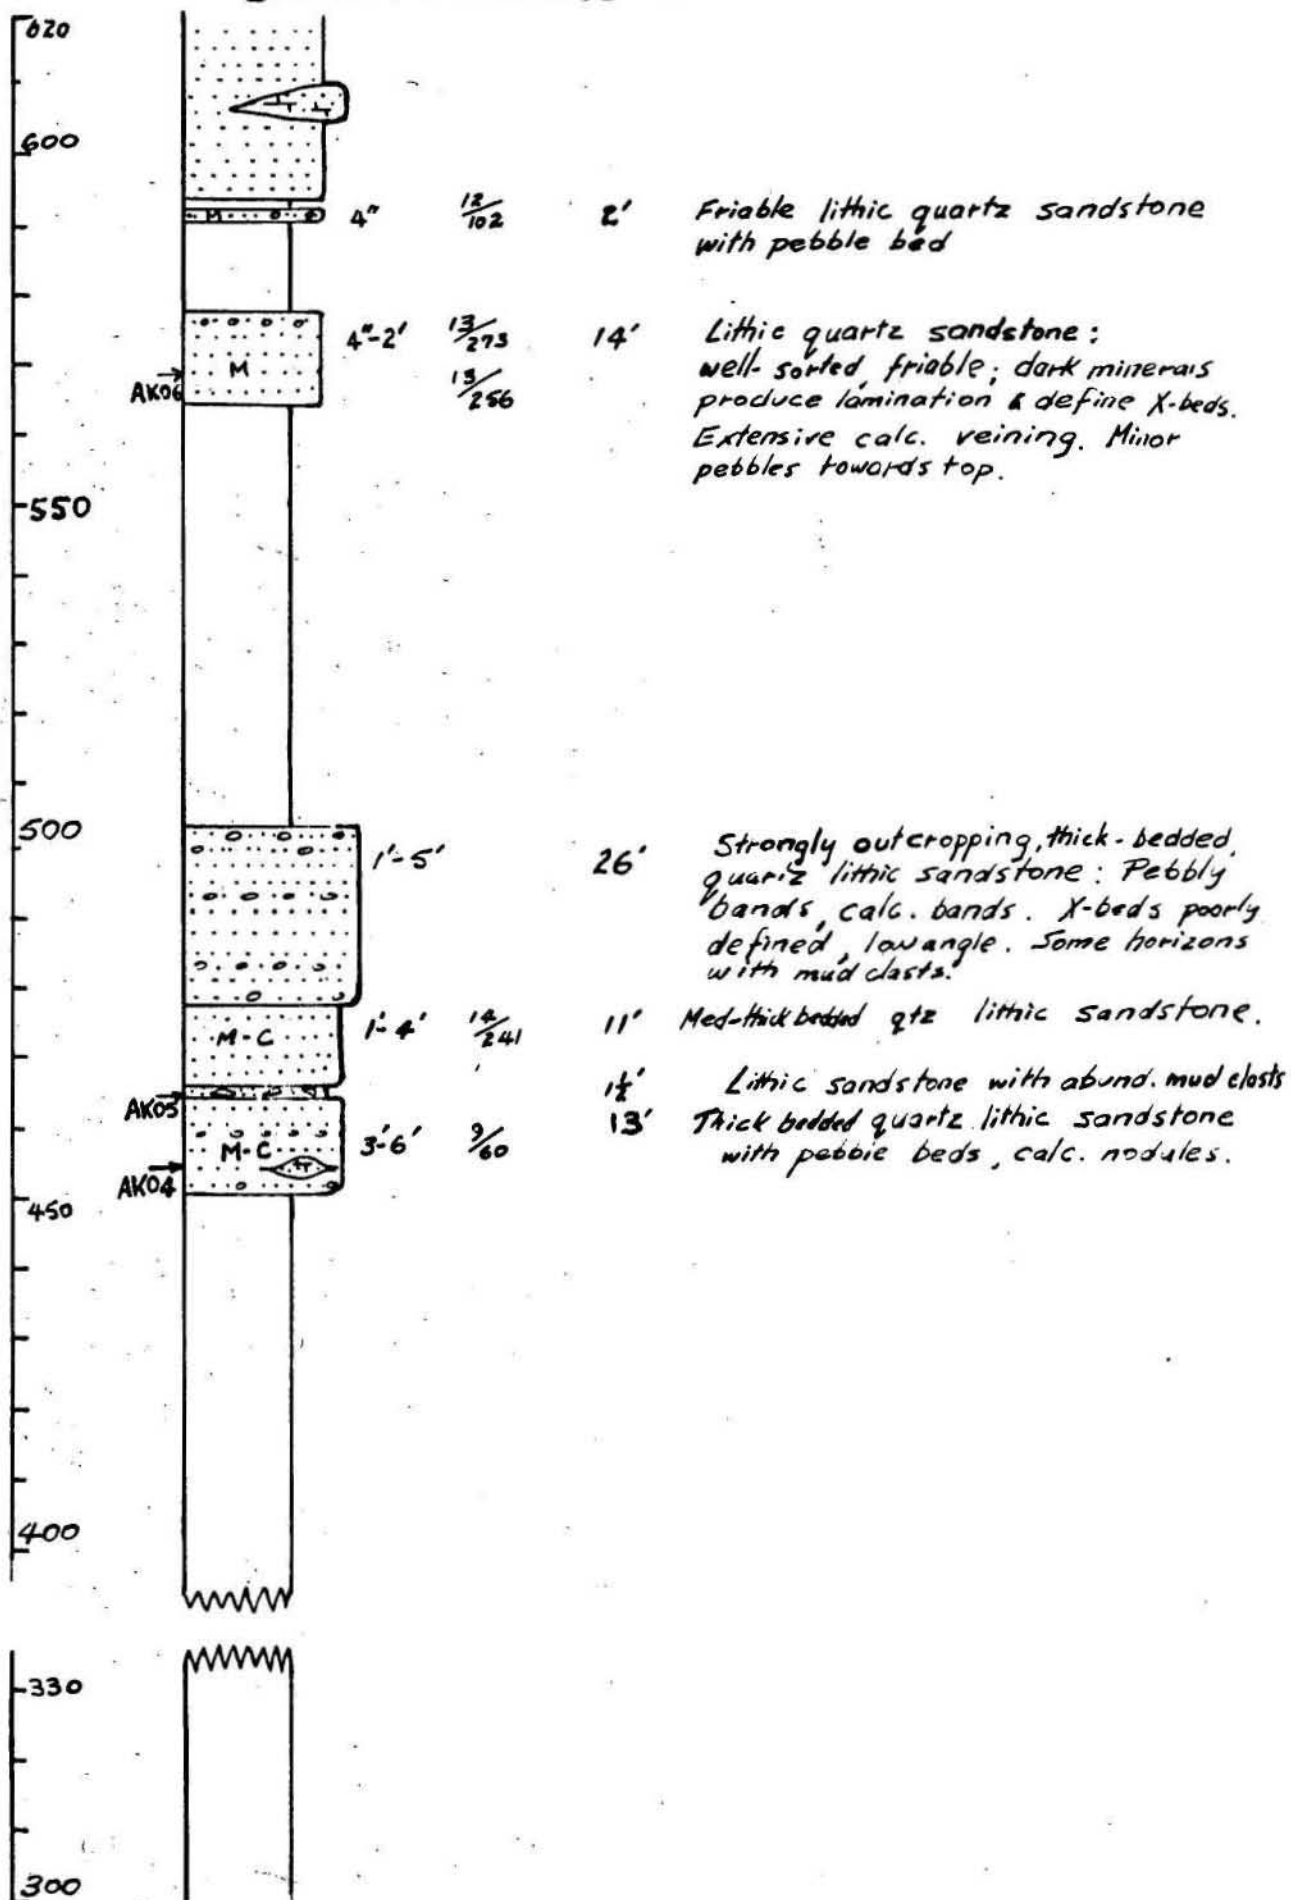 620
600
M
4" 12/102 2' Friable lithic quartz sandstone
with pebble bed
4"-2' 13/273 14' Lithic quartz sandstone:
M
AK06
13/256
well-sorted, friable; dark minerals
produce lamination & define X-beds.
Extensive calc. veining. Minor
pebbles towards top.
550
500
1'-5' 26' Strongly outcropping, thick-bedded,
quartz lithic sandstone: Pebbly
bands, calc. bands. X-beds poorly
defined, low angle. Some horizons
with mud clasts.
M-C 1'-4' 14/241 11' Med-thick bedded qtz lithic sandstone.
AK05
1½' Lithic sandstone with abund. mud clasts
M-C 3'-6' 9/60 13' Thick bedded quartz lithic sandstone
with pebble beds, calc. nodules.
AK04
450
400
330
300